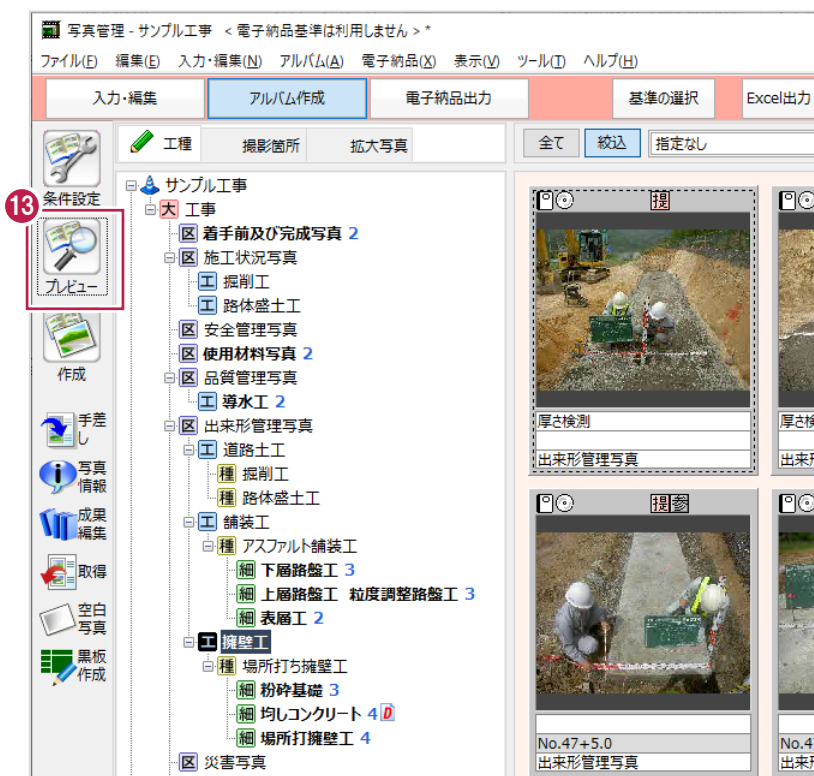 写真管理 - サンプル工事 < 電子納品基準は利用しません > *
ファイル(F) 編集(E) 入力・編集(N) アルバム(A) 電子納品(X) 表示(V) ツール(T) ヘルプ(H)
入力・編集 アルバム作成 電子納品出力 基準の選択 Excel出力
工種 撮影箇所 拡大写真
全て 絞込 指定なし
条件設定
13
プレビュー
作成
手差し
写真情報
成果編集
取得
空白写真
黒板作成
サンプル工事
大 工事
区 着手前及び完成写真 2
区 施工状況写真
工 掘削工
工 路体盛土工
区 安全管理写真
区 使用材料写真 2
区 品質管理写真
工 導水工 2
区 出来形管理写真
工 道路土工
種 掘削工
種 路体盛土工
工 舗装工
種 アスファルト舗装工
細 下層路盤工 3
細 上層路盤工 粒度調整路盤工 3
細 表層工 2
工 擁壁工
種 場所打ち擁壁工
細 粉砕基礎 3
細 均しコンクリート 4 D
細 場所打擁壁工 4
区 災害写真
P 提
厚さ検測
出来形管理写真
P
厚さ検
出来形
P 提参
No.47+5.0
出来形管理写真
P
No.4
出来形